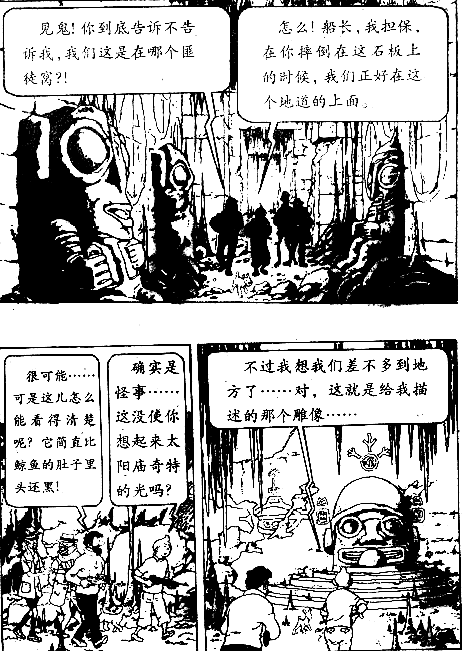 见鬼！你到底告诉不告
诉我，我们这是在哪个匪
徒窝？！
怎么！船长，我担保，
在你摔倒在这石板上
的时候，我们正好在这
个地道的上面。
很可能……
可是这儿怎么
能看得清楚
呢？它简直比
鲸鱼的肚子里
头还黑！
确实是
怪事……
这没使你
想起来太
阳庙奇特
的光吗？
不过我想我们差不多到地
方了……对，这就是给我描
述的那个雕像……